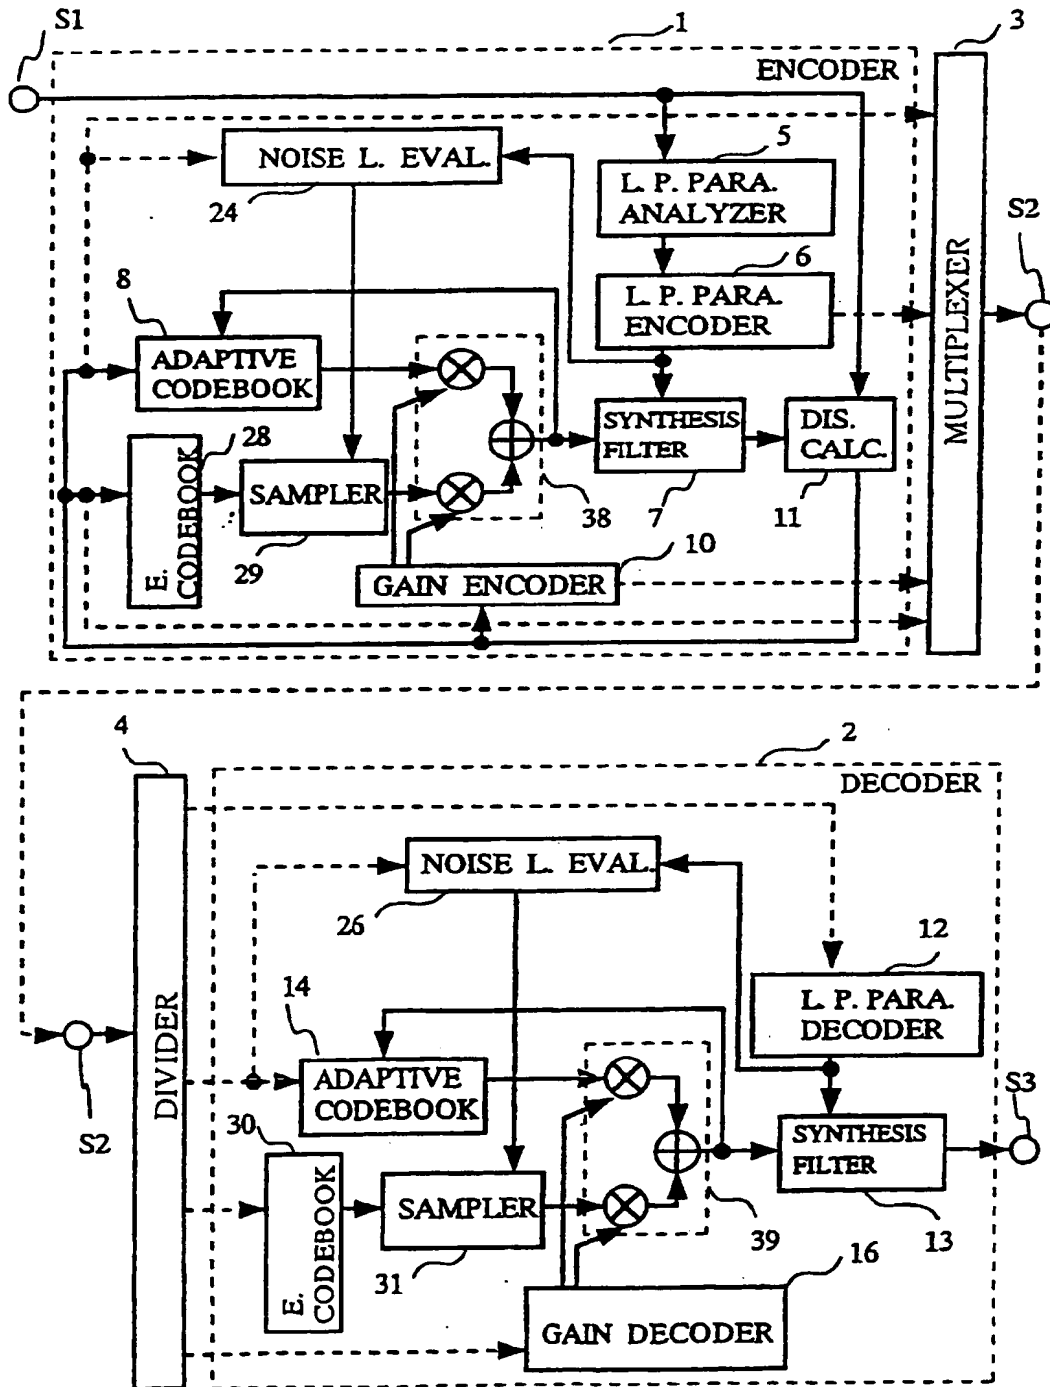 S1
1
3
ENCODER
NOISE L. EVAL.
24
5
L. P. PARA.
ANALYZER
S2
6
L. P. PARA.
ENCODER
MULTIPLEXER
8
ADAPTIVE
CODEBOOK
SYNTHESIS
FILTER
DIS.
CALC.
28
E.
CODEBOOK
SAMPLER
29
38
7
11
10
GAIN ENCODER
4
2
DECODER
NOISE L. EVAL.
26
12
L. P. PARA.
DECODER
14
ADAPTIVE
CODEBOOK
DIVIDER
S2
S3
SYNTHESIS
FILTER
30
E.
CODEBOOK
SAMPLER
31
39
13
16
GAIN DECODER